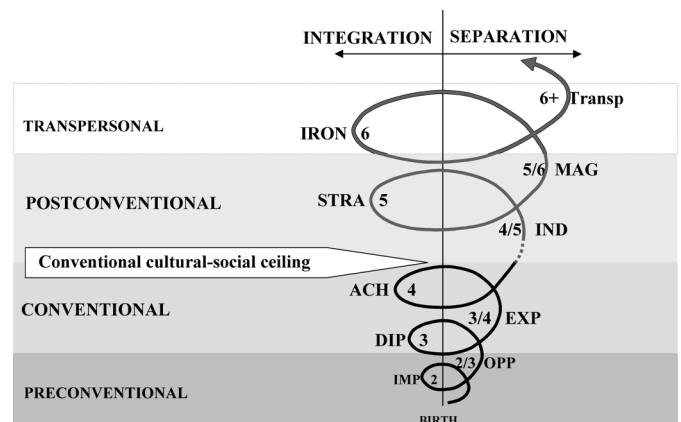 INTEGRATION SEPARATION
6+ Transp
TRANSPERSONAL
IRON 6
5/6 MAG
POSTCONVENTIONAL
STRA 5
4/5 IND
Conventional cultural-social ceiling
ACH 4
CONVENTIONAL
3/4 EXP
DIP 3
2/3 OPP
IMP 2
PRECONVENTIONAL
BIRTH